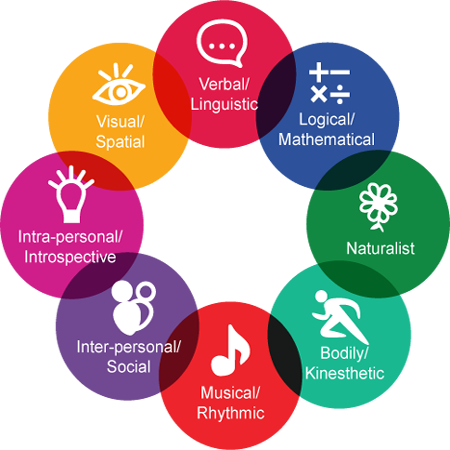 Verbal/
Linguistic
Logical/
Mathematical
Naturalist
Bodily/
Kinesthetic
Musical/
Rhythmic
Inter-personal/
Social
Intra-personal/
Introspective
Visual/
Spatial